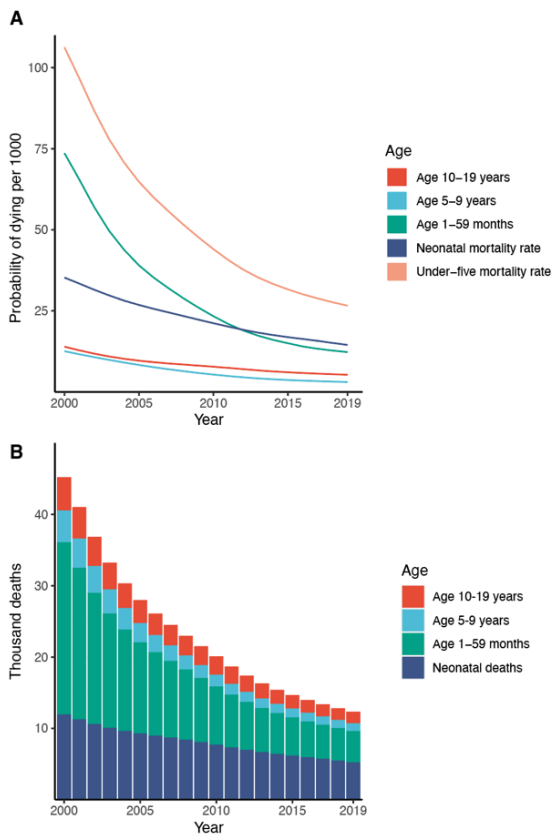 A
Probability of dying per 1000
100
75
50
25
2000 2005 2010 2015 2019
Year
Age
Age 10–19 years
Age 5–9 years
Age 1–59 months
Neonatal mortality rate
Under–five mortality rate
B
Thousand deaths
40
30
20
10
2000 2005 2010 2015 2019
Year
Age
Age 10-19 years
Age 5-9 years
Age 1–59 months
Neonatal deaths